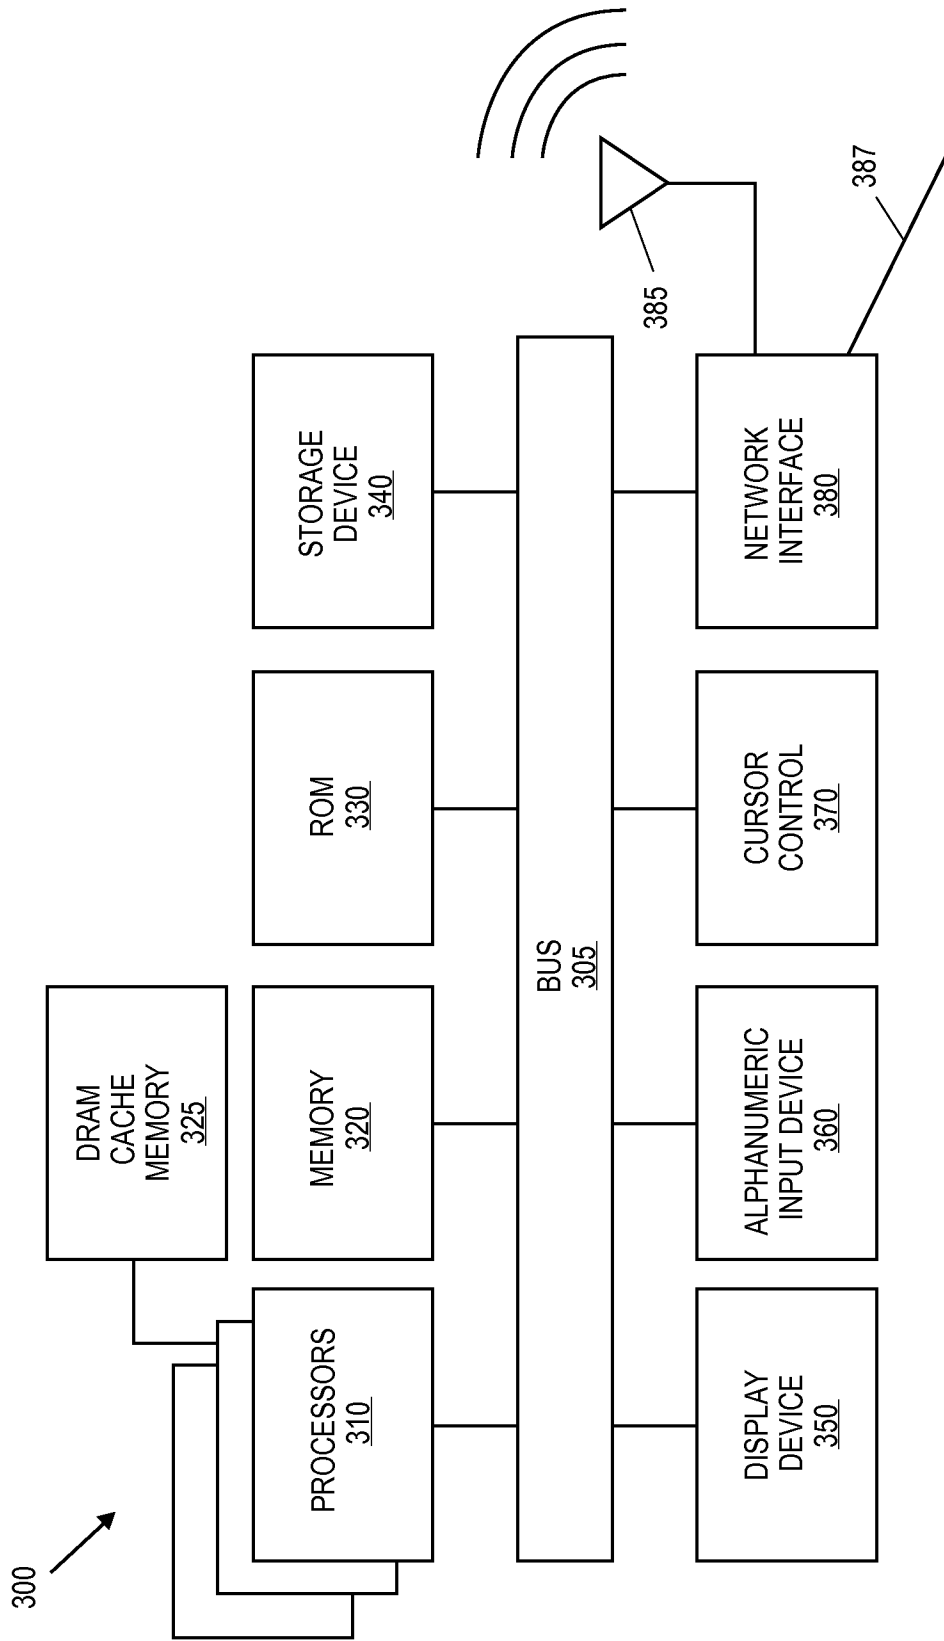 300
DRAM
CACHE
MEMORY
325
PROCESSORS
310
MEMORY
320
ROM
330
STORAGE
DEVICE
340
BUS
305
385
387
DISPLAY
DEVICE
350
ALPHANUMERIC
INPUT DEVICE
360
CURSOR
CONTROL
370
NETWORK
INTERFACE
380